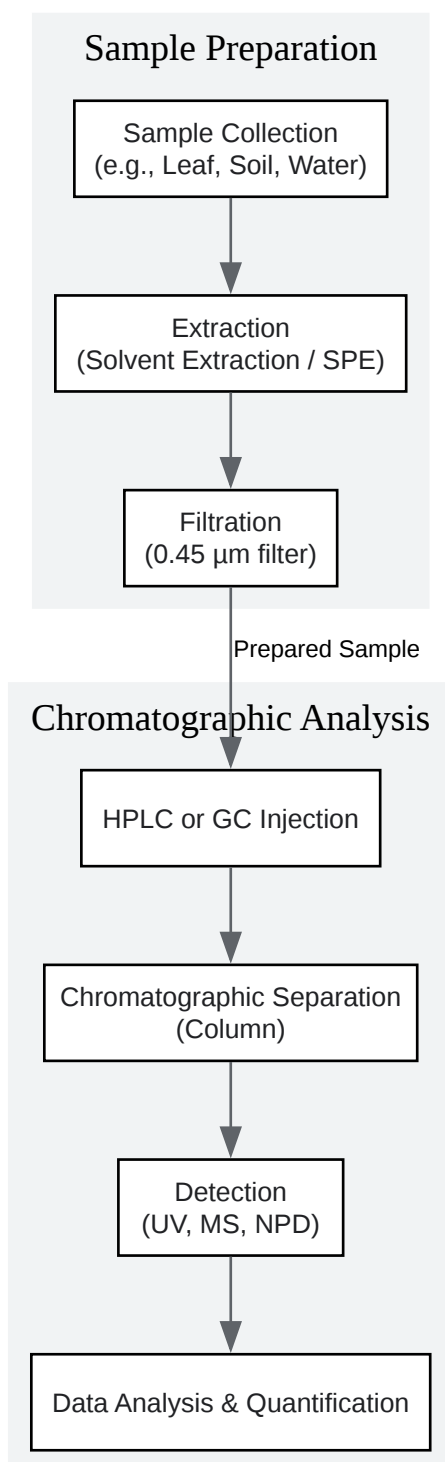 Sample Preparation
Sample Collection
(e.g., Leaf, Soil, Water)
Extraction
(Solvent Extraction / SPE)
Filtration
(0.45 µm filter)
Prepared Sample
Chromatographic Analysis
HPLC or GC Injection
Chromatographic Separation
(Column)
Detection
(UV, MS, NPD)
Data Analysis & Quantification